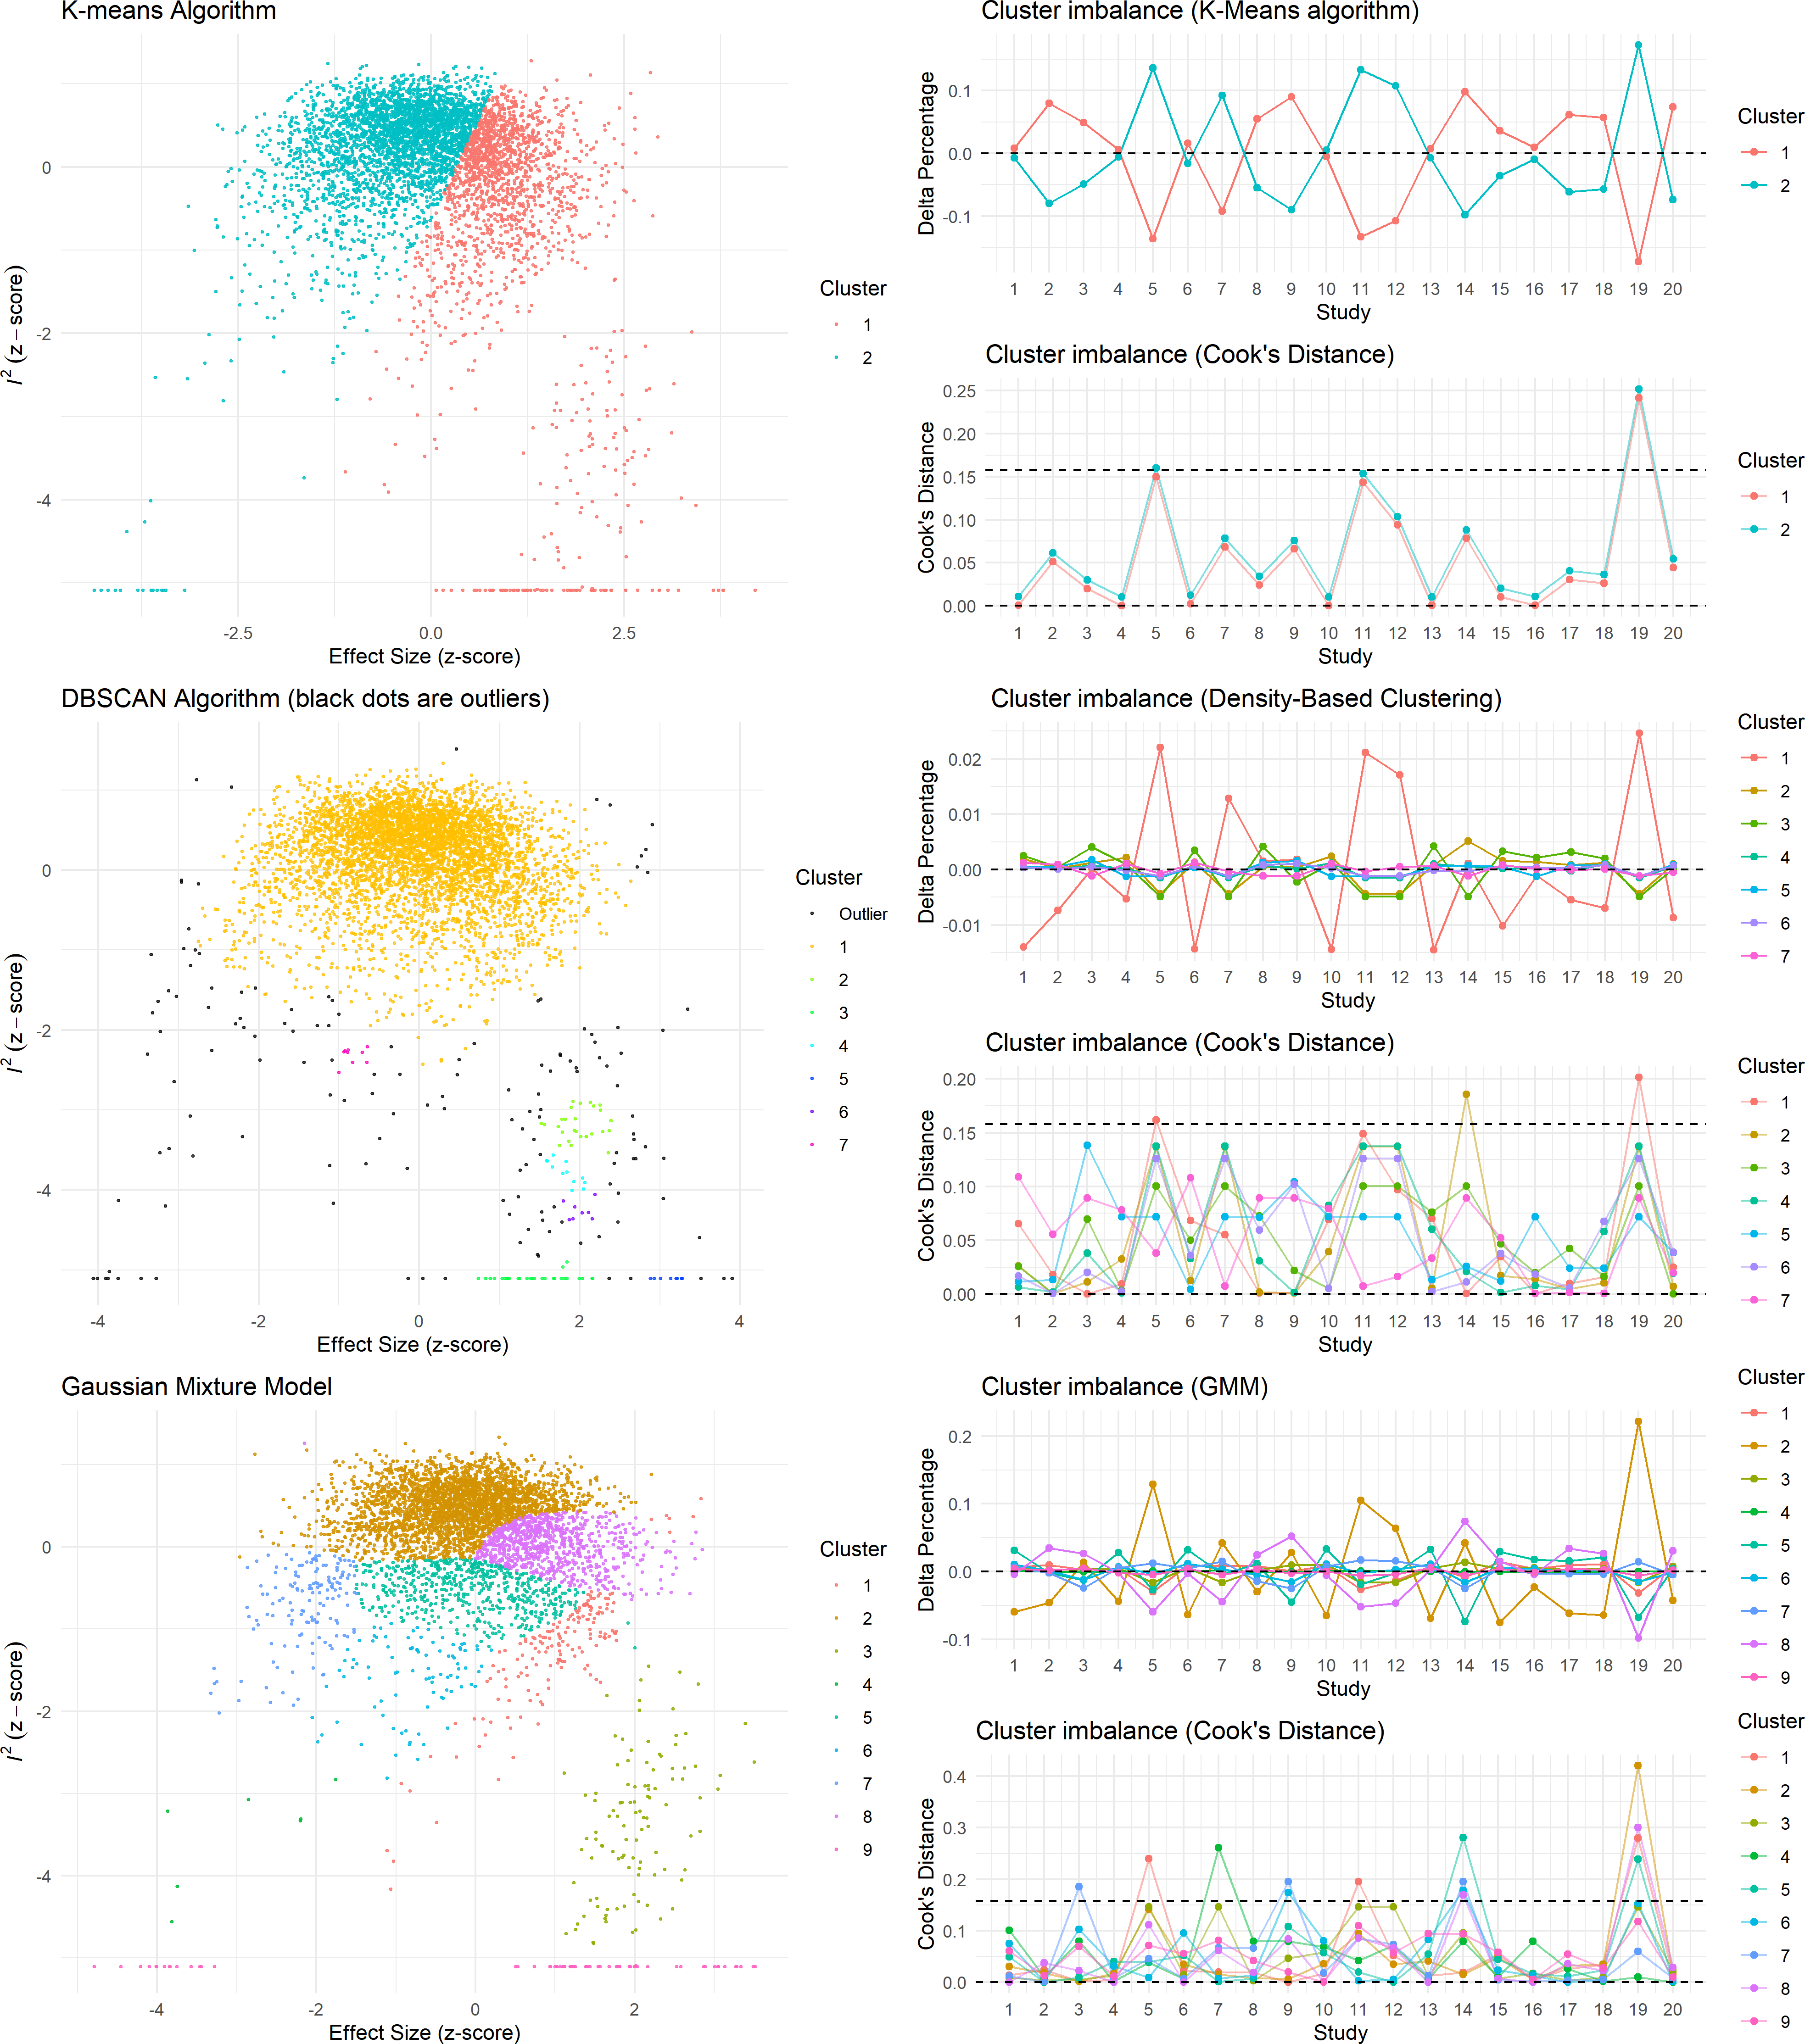 K-means Algorithm
I² (z – score)
0
-2
-4
-2.5
0.0
2.5
Effect Size (z-score)
Cluster
1
2
Cluster imbalance (K-Means algorithm)
Delta Percentage
0.1
0.0
-0.1
1 2 3 4 5 6 7 8 9 10 11 12 13 14 15 16 17 18 19 20
Study
Cluster
1
2
Cluster imbalance (Cook's Distance)
Cook's Distance
0.25
0.20
0.15
0.10
0.05
0.00
1 2 3 4 5 6 7 8 9 10 11 12 13 14 15 16 17 18 19 20
Study
Cluster
1
2
DBSCAN Algorithm (black dots are outliers)
I² (z – score)
0
-2
-4
-4
-2
0
2
4
Effect Size (z-score)
Cluster
Outlier
1
2
3
4
5
6
7
Cluster imbalance (Density-Based Clustering)
Delta Percentage
0.02
0.01
0.00
-0.01
1 2 3 4 5 6 7 8 9 10 11 12 13 14 15 16 17 18 19 20
Study
Cluster
1
2
3
4
5
6
7
Cluster imbalance (Cook's Distance)
Cook's Distance
0.20
0.15
0.10
0.05
0.00
1 2 3 4 5 6 7 8 9 10 11 12 13 14 15 16 17 18 19 20
Study
Cluster
1
2
3
4
5
6
7
Gaussian Mixture Model
I² (z – score)
0
-2
-4
-4
-2
0
2
Effect Size (z-score)
Cluster
1
2
3
4
5
6
7
8
9
Cluster imbalance (GMM)
Delta Percentage
0.2
0.1
0.0
-0.1
1 2 3 4 5 6 7 8 9 10 11 12 13 14 15 16 17 18 19 20
Study
Cluster
1
2
3
4
5
6
7
8
9
Cluster imbalance (Cook's Distance)
Cook's Distance
0.4
0.3
0.2
0.1
0.0
1 2 3 4 5 6 7 8 9 10 11 12 13 14 15 16 17 18 19 20
Study
Cluster
1
2
3
4
5
6
7
8
9